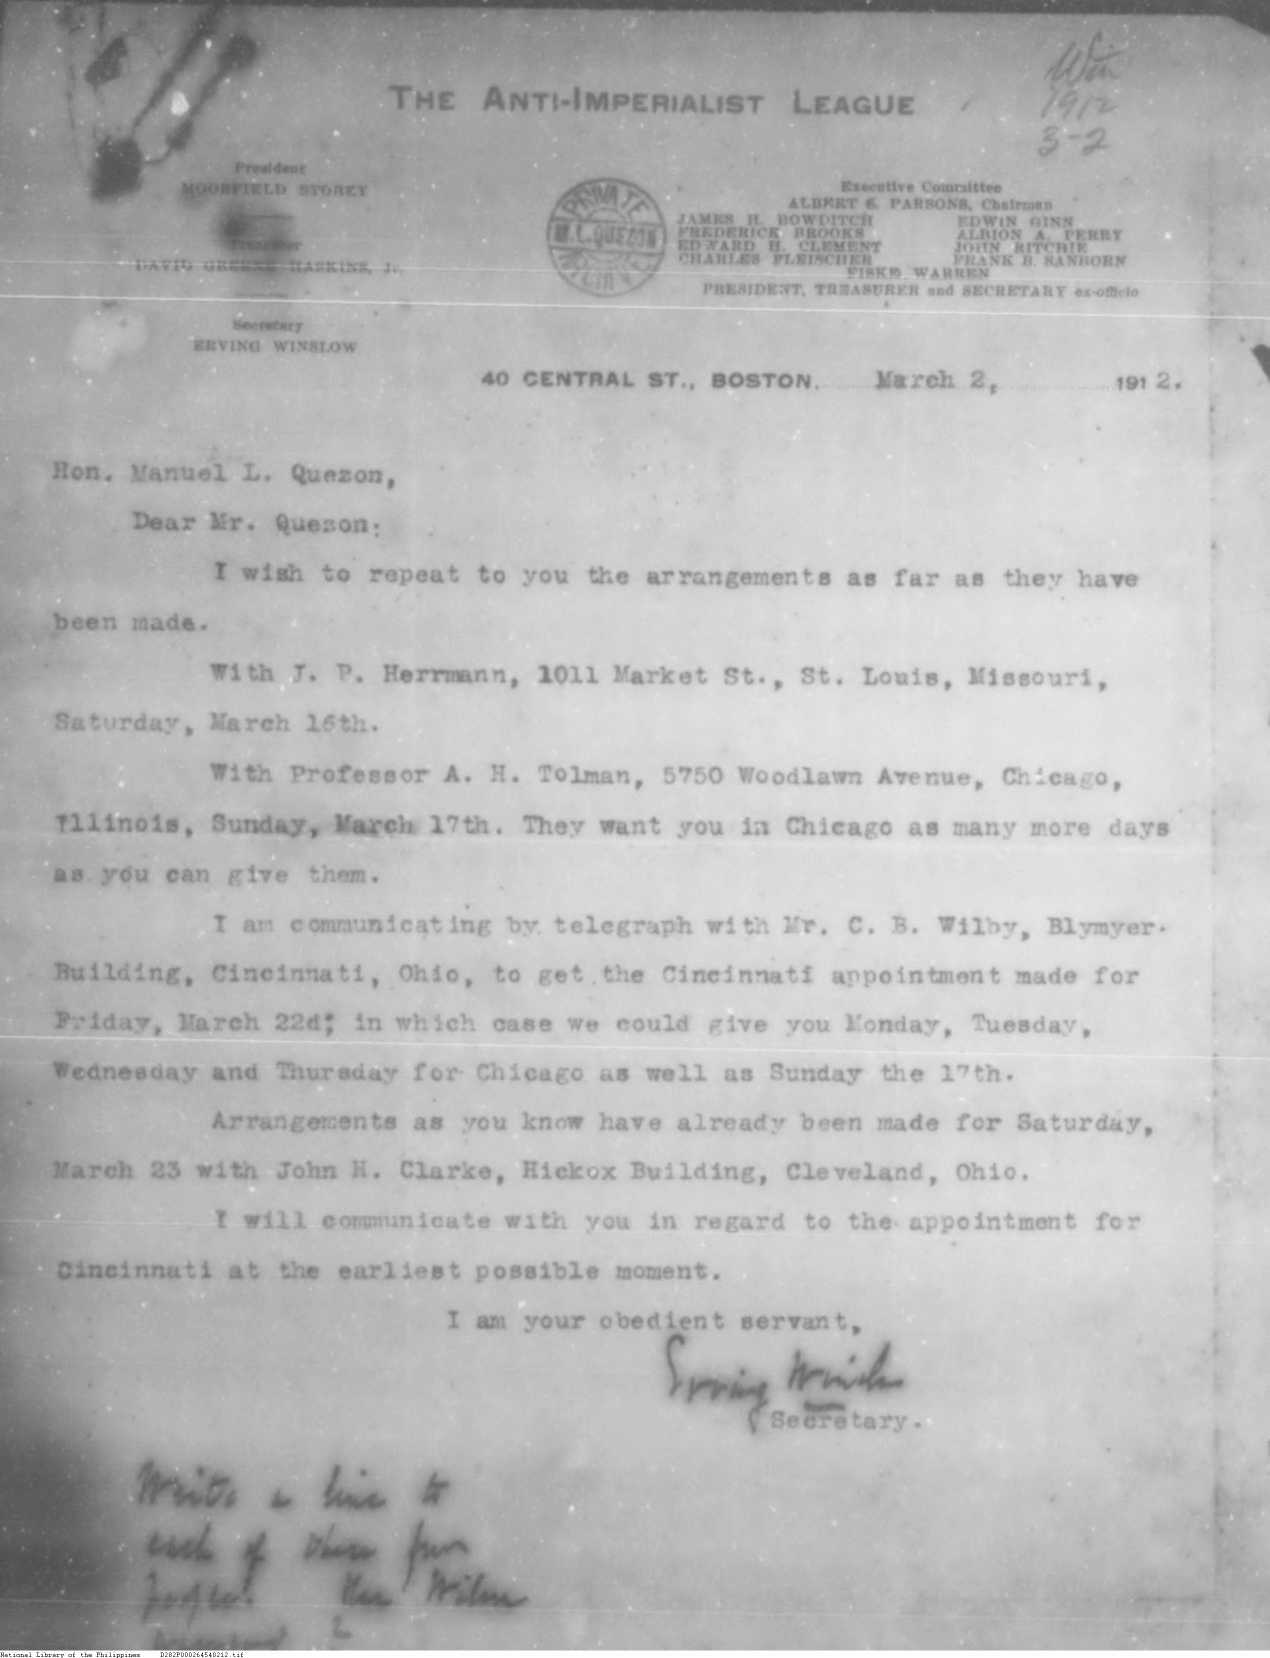 Win
1912
3-2
THE ANTI-IMPERIALIST LEAGUE
President
MOORFIELD STOREY
Treasurer
DAVID GREENE HASKINS, Jr.
Secretary
ERVING WINSLOW
PRIVATE
M. L. QUEZON
Executive Committee
ALBERT S. PARSONS, Chairman
JAMES H. BOWDITCH EDWIN GINN
FREDERICK BROOKS ALBION A. PERRY
EDWARD H. CLEMENT JOHN RITCHIE
CHARLES FLEISCHER FRANK B. SANBORN
FISKE WARREN
PRESIDENT, TREASURER and SECRETARY ex-officio
40 CENTRAL ST., BOSTON. March 2, 1912.
Hon. Manuel L. Quezon,
Dear Mr. Quezon:
I wish to repeat to you the arrangements as far as they have
been made.
With J. P. Herrmann, 1011 Market St., St. Louis, Missouri,
Saturday, March 16th.
With Professor A. H. Tolman, 5750 Woodlawn Avenue, Chicago,
Illinois, Sunday, March 17th. They want you in Chicago as many more days
as you can give them.
I am communicating by telegraph with Mr. C. B. Wilby, Blymyer
Building, Cincinnati, Ohio, to get the Cincinnati appointment made for
Friday, March 22d; in which case we could give you Monday, Tuesday,
Wednesday and Thursday for Chicago as well as Sunday the 17th.
Arrangements as you know have already been made for Saturday,
March 23 with John H. Clarke, Hickox Building, Cleveland, Ohio.
I will communicate with you in regard to the appointment for
Cincinnati at the earliest possible moment.
I am your obedient servant,
Erving Winslow
Secretary.
Write a line to
each of these four